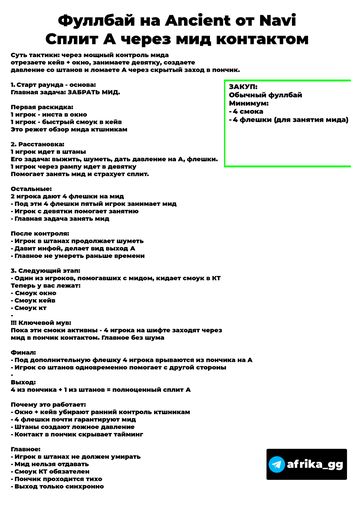 Фуллбай на Ancient от Navi
Сплит А через мид контактом
Суть тактики: через мощный контроль мида
отрезаете кейв + окно, занимаете девятку, создаете
давление со штанов и ломаете А через скрытый заход в пончик.
1. Старт раунда - основа:
Главная задача: ЗАБРАТЬ МИД.
ЗАКУП:
Обычный фуллбай
Минимум:
- 4 смока
- 4 флешки (для занятия мида)
Первая раскидка:
1 игрок - инста в окно
1 игрок - быстрый смоук в кейв
Это режет обзор мида ктшникам
2. Расстановка:
1 игрок идет в штаны
Его задача: выжить, шуметь, дать давление на А, флешки.
1 игрок через рампу идет в девятку
Помогает занять мид и страхует сплит.
Остальные:
2 игрока дают 4 флешки на мид
- Под эти 4 флешки пятый игрок занимает мид
- Игрок с девятки помогает занятию
- Главная задача занять мид
После контроля:
- Игрок в штанах продолжает шуметь
- Давит инфой, делает вид выход А
- Главное не умереть раньше времени
3. Следующий этап:
- Один из игроков, помогавших с мидом, кидает смоук в КТ
Теперь у вас лежат:
- Смоук окно
- Смоук кейв
- Смоук кт
-
!!! Ключевой мув:
Пока эти смоки активны - 4 игрока на шифте заходят через
мид в пончик контактом. Главное без шума
Финал:
- Под дополнительную флешку 4 игрока врываются из пончика на А
- Игрок со штанов одновременно помогает с другой стороны
-
Выход:
4 из пончика + 1 из штанов = полноценный сплит А
Почему это работает:
- Окно + кейв убирают ранний контроль ктшникам
- 4 флешки почти гарантируют мид
- Штаны создают ложное давление
- Контакт в пончик скрывает тайминг
Главное:
- Игрок в штанах не должен умирать
- Мид нельзя отдавать
- Смоук КТ обязателен
- Пончик проходится тихо
- Выход только синхронно
afrika_gg